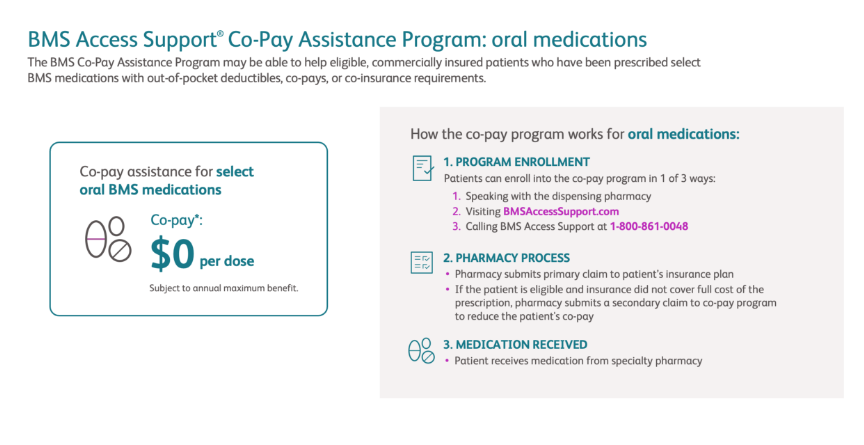 BMS Access Support® Co-Pay Assistance Program: oral medications
The BMS Co-Pay Assistance Program may be able to help eligible, commercially insured patients who have been prescribed select
BMS medications with out-of-pocket deductibles, co-pays, or co-insurance requirements.
Co-pay assistance for select
oral BMS medications
Co-pay*:
$0 per dose
Subject to annual maximum benefit.
How the co-pay program works for oral medications:
1. PROGRAM ENROLLMENT
Patients can enroll into the co-pay program in 1 of 3 ways:
1. Speaking with the dispensing pharmacy
2. Visiting BMSAccessSupport.com
3. Calling BMS Access Support at 1-800-861-0048
2. PHARMACY PROCESS
• Pharmacy submits primary claim to patient's insurance plan
• If the patient is eligible and insurance did not cover full cost of the
prescription, pharmacy submits a secondary claim to co-pay program
to reduce the patient's co-pay
3. MEDICATION RECEIVED
• Patient receives medication from specialty pharmacy